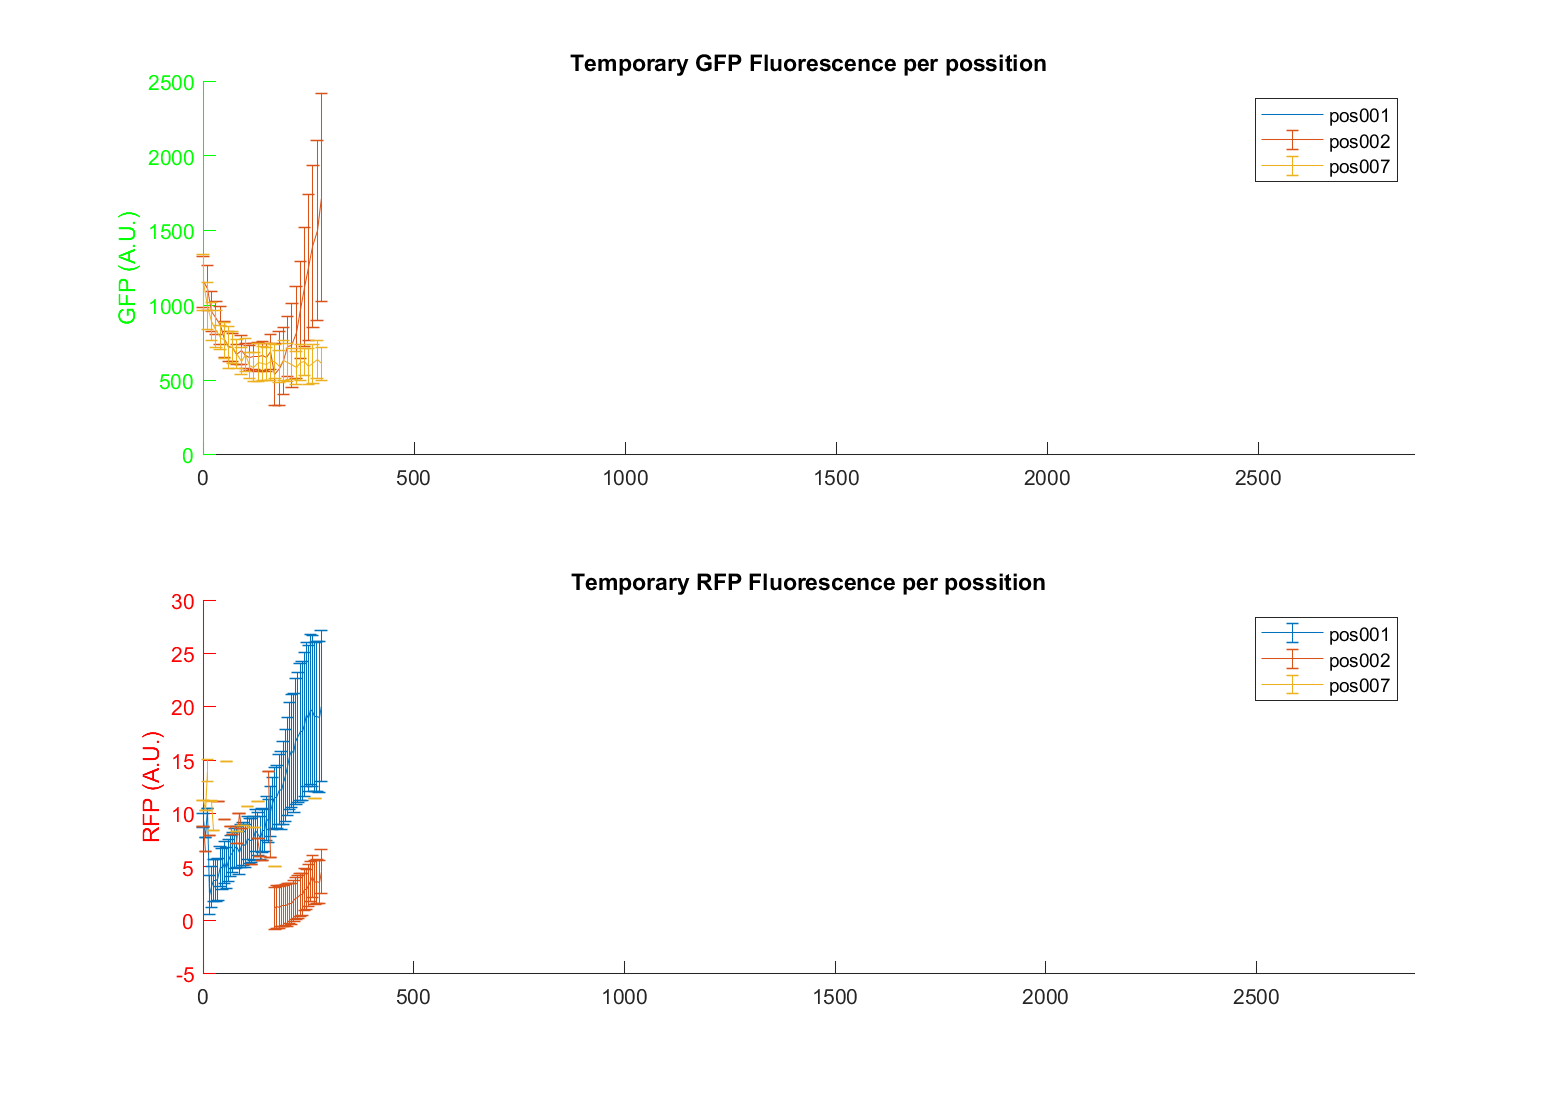 Temporary GFP Fluorescence per possition
2500
2000
1500
1000
500
0
GFP (A.U.)
0 500 1000 1500 2000 2500
pos001
pos002
pos007
Temporary RFP Fluorescence per possition
30
25
20
15
10
5
0
-5
RFP (A.U.)
0 500 1000 1500 2000 2500
pos001
pos002
pos007